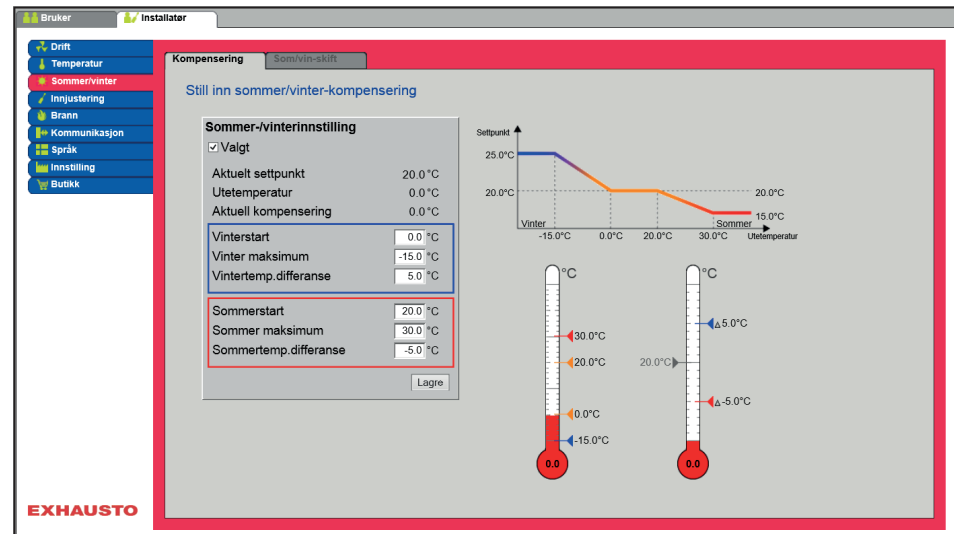 Bruker
Installatør
Drift
Temperatur
Sommer/vinter
Innjustering
Brann
Kommunikasjon
Språk
Innstilling
Butikk
Kompensering
Som/vin-skift
Still inn sommer/vinter-kompensering
Sommer-/vinterinnstilling
Valgt
Aktuelt settpunkt 20.0 °C
Utetemperatur 0.0 °C
Aktuell kompensering 0.0 °C
Vinterstart 0.0 °C
Vinter maksimum -15.0 °C
Vintertemp.differanse 5.0 °C
Sommerstart 20.0 °C
Sommer maksimum 30.0 °C
Sommertemp.differanse -5.0 °C
Lagre
Settpunkt
25.0°C
20.0°C 20.0°C
15.0°C
Vinter Sommer
-15.0°C 0.0°C 20.0°C 30.0°C Utetemperatur
°C °C
Δ5.0°C
30.0°C
20.0°C 20.0°C
Δ-5.0°C
0.0°C
-15.0°C
0.0 0.0
EXHAUSTO